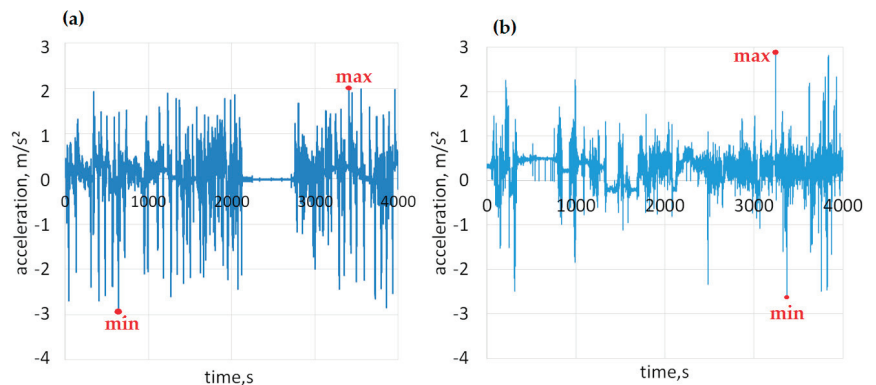 (a)
3
2
1
0
-1
-2
-3
-4
acceleration, m/s²
0 1000 2000 3000 4000
time,s
max
min
(b)
3
2
1
0
-1
-2
-3
-4
acceleration, m/s²
0 1000 2000 3000 4000
time,s
max
min